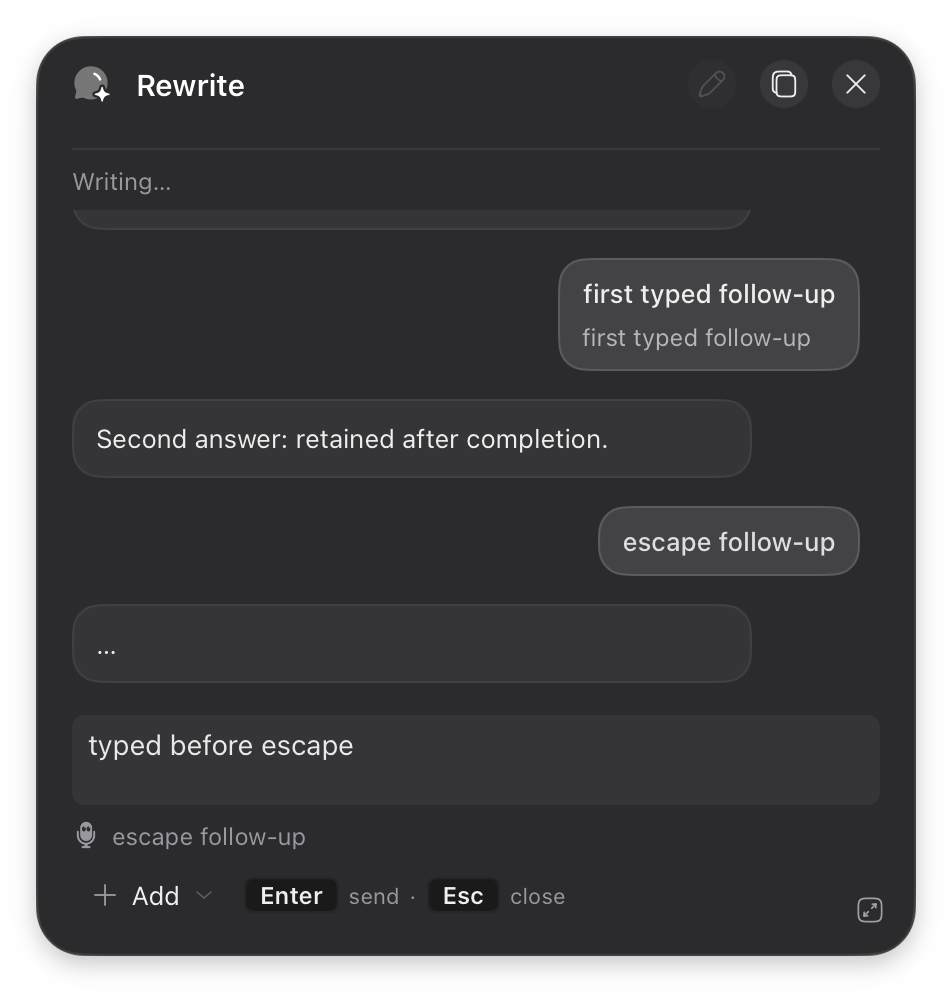 Rewrite
Writing...
first typed follow-up
first typed follow-up
Second answer: retained after completion.
escape follow-up
...
typed before escape
escape follow-up
Add Enter send · Esc close